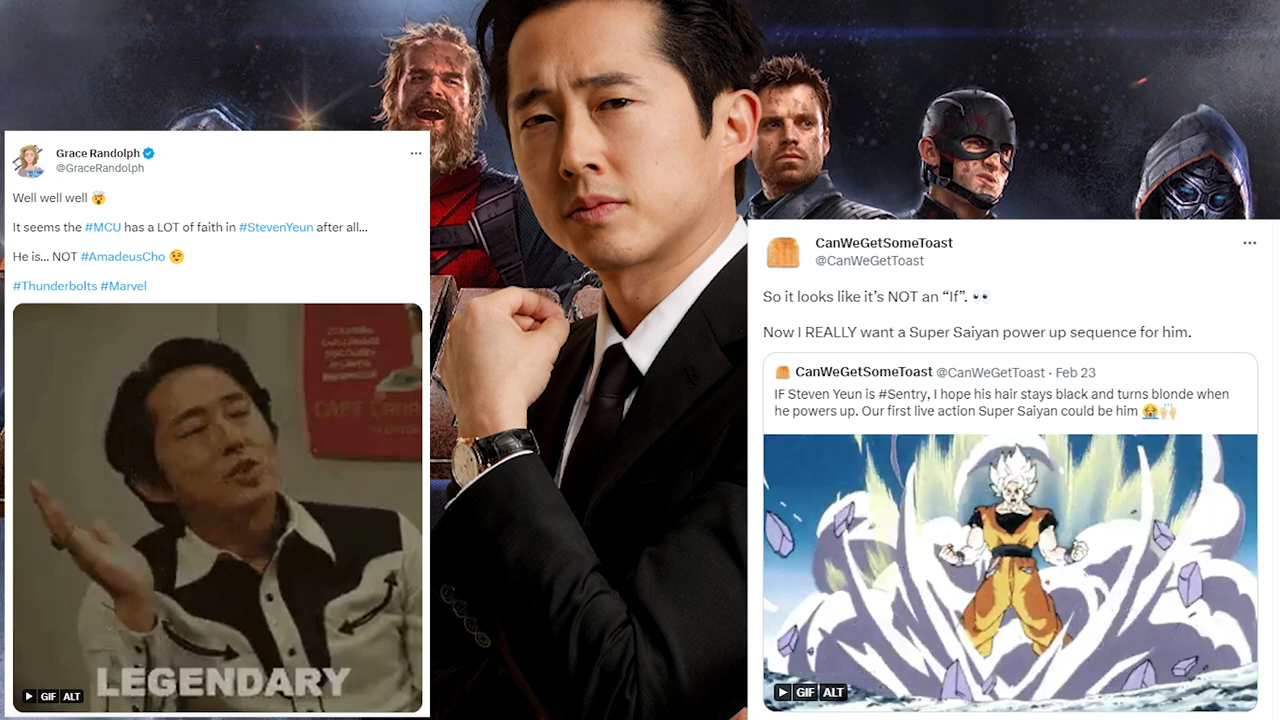 Grace Randolph
@GraceRandolph
Well well well 🤯
It seems the #MCU has a LOT of faith in #StevenYeun after all...
He is... NOT #AmadeusCho 😉
#Thunderbolts #Marvel
LEGENDARY
GIF ALT
CanWeGetSomeToast
@CanWeGetToast
So it looks like it’s NOT an “If”. 👀
Now I REALLY want a Super Saiyan power up sequence for him.
CanWeGetSomeToast @CanWeGetToast · Feb 23
IF Steven Yeun is #Sentry, I hope his hair stays black and turns blonde when
he powers up. Our first live action Super Saiyan could be him 😭🙌🏻
GIF ALT